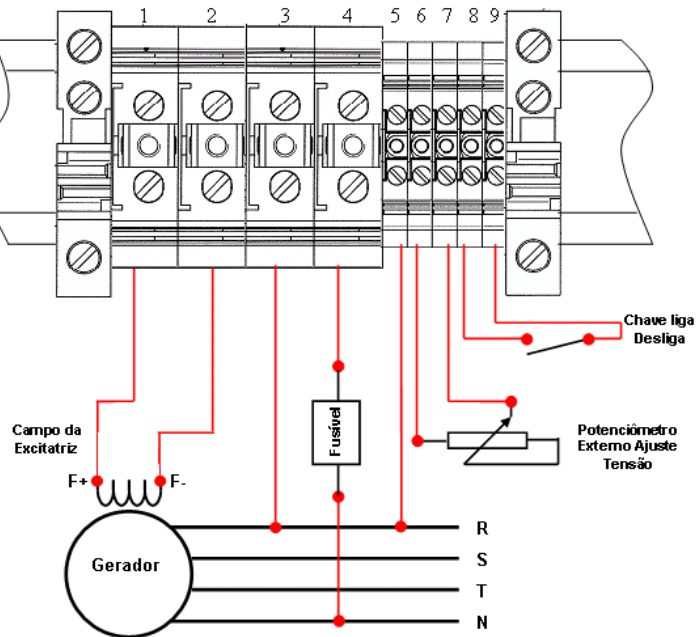 1 2 3 4 5 6 7 8 9
Chave liga
Desliga
Campo da
Excitatriz
Fusível
Potenciômetro
Externo Ajuste
Tensão
F+ F-
Gerador
R
S
T
N